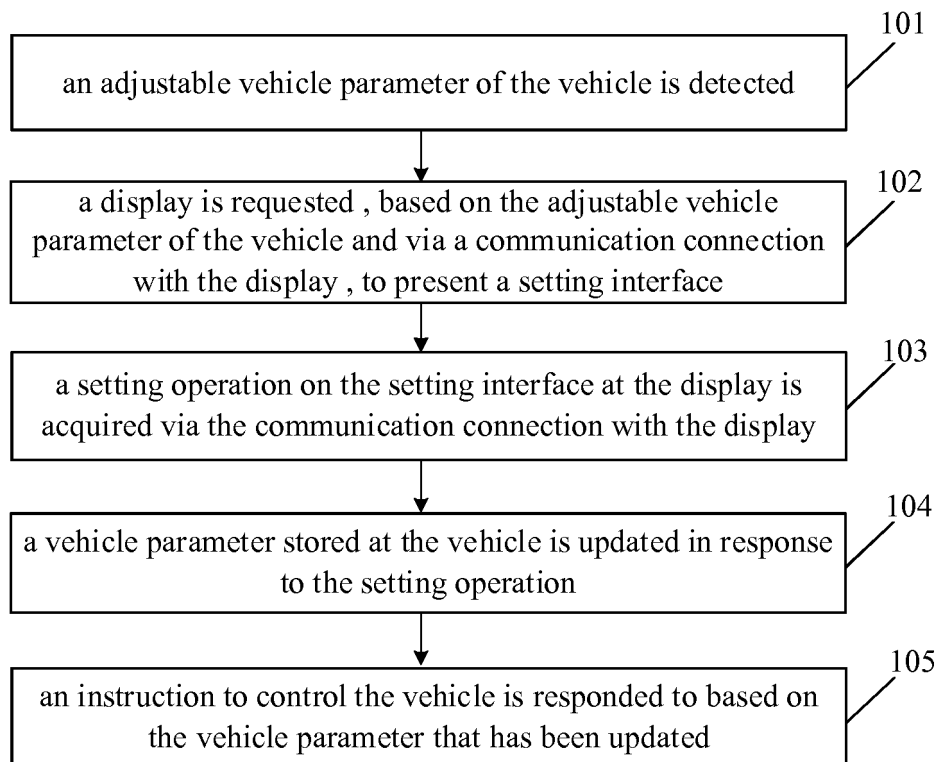 101
an adjustable vehicle parameter of the vehicle is detected
102
a display is requested , based on the adjustable vehicle
parameter of the vehicle and via a communication connection
with the display , to present a setting interface
103
a setting operation on the setting interface at the display is
acquired via the communication connection with the display
104
a vehicle parameter stored at the vehicle is updated in response
to the setting operation
105
an instruction to control the vehicle is responded to based on
the vehicle parameter that has been updated